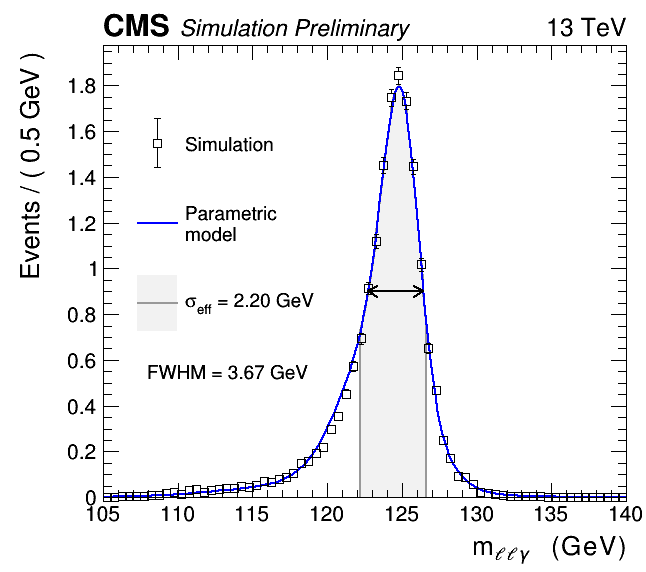 CMS Simulation Preliminary 13 TeV
Events / ( 0.5 GeV )
1.8
1.6
1.4
1.2
1
0.8
0.6
0.4
0.2
0
Simulation
Parametric
model
σeff = 2.20 GeV
FWHM = 3.67 GeV
105 110 115 120 125 130 135 140
mℓℓγ (GeV)